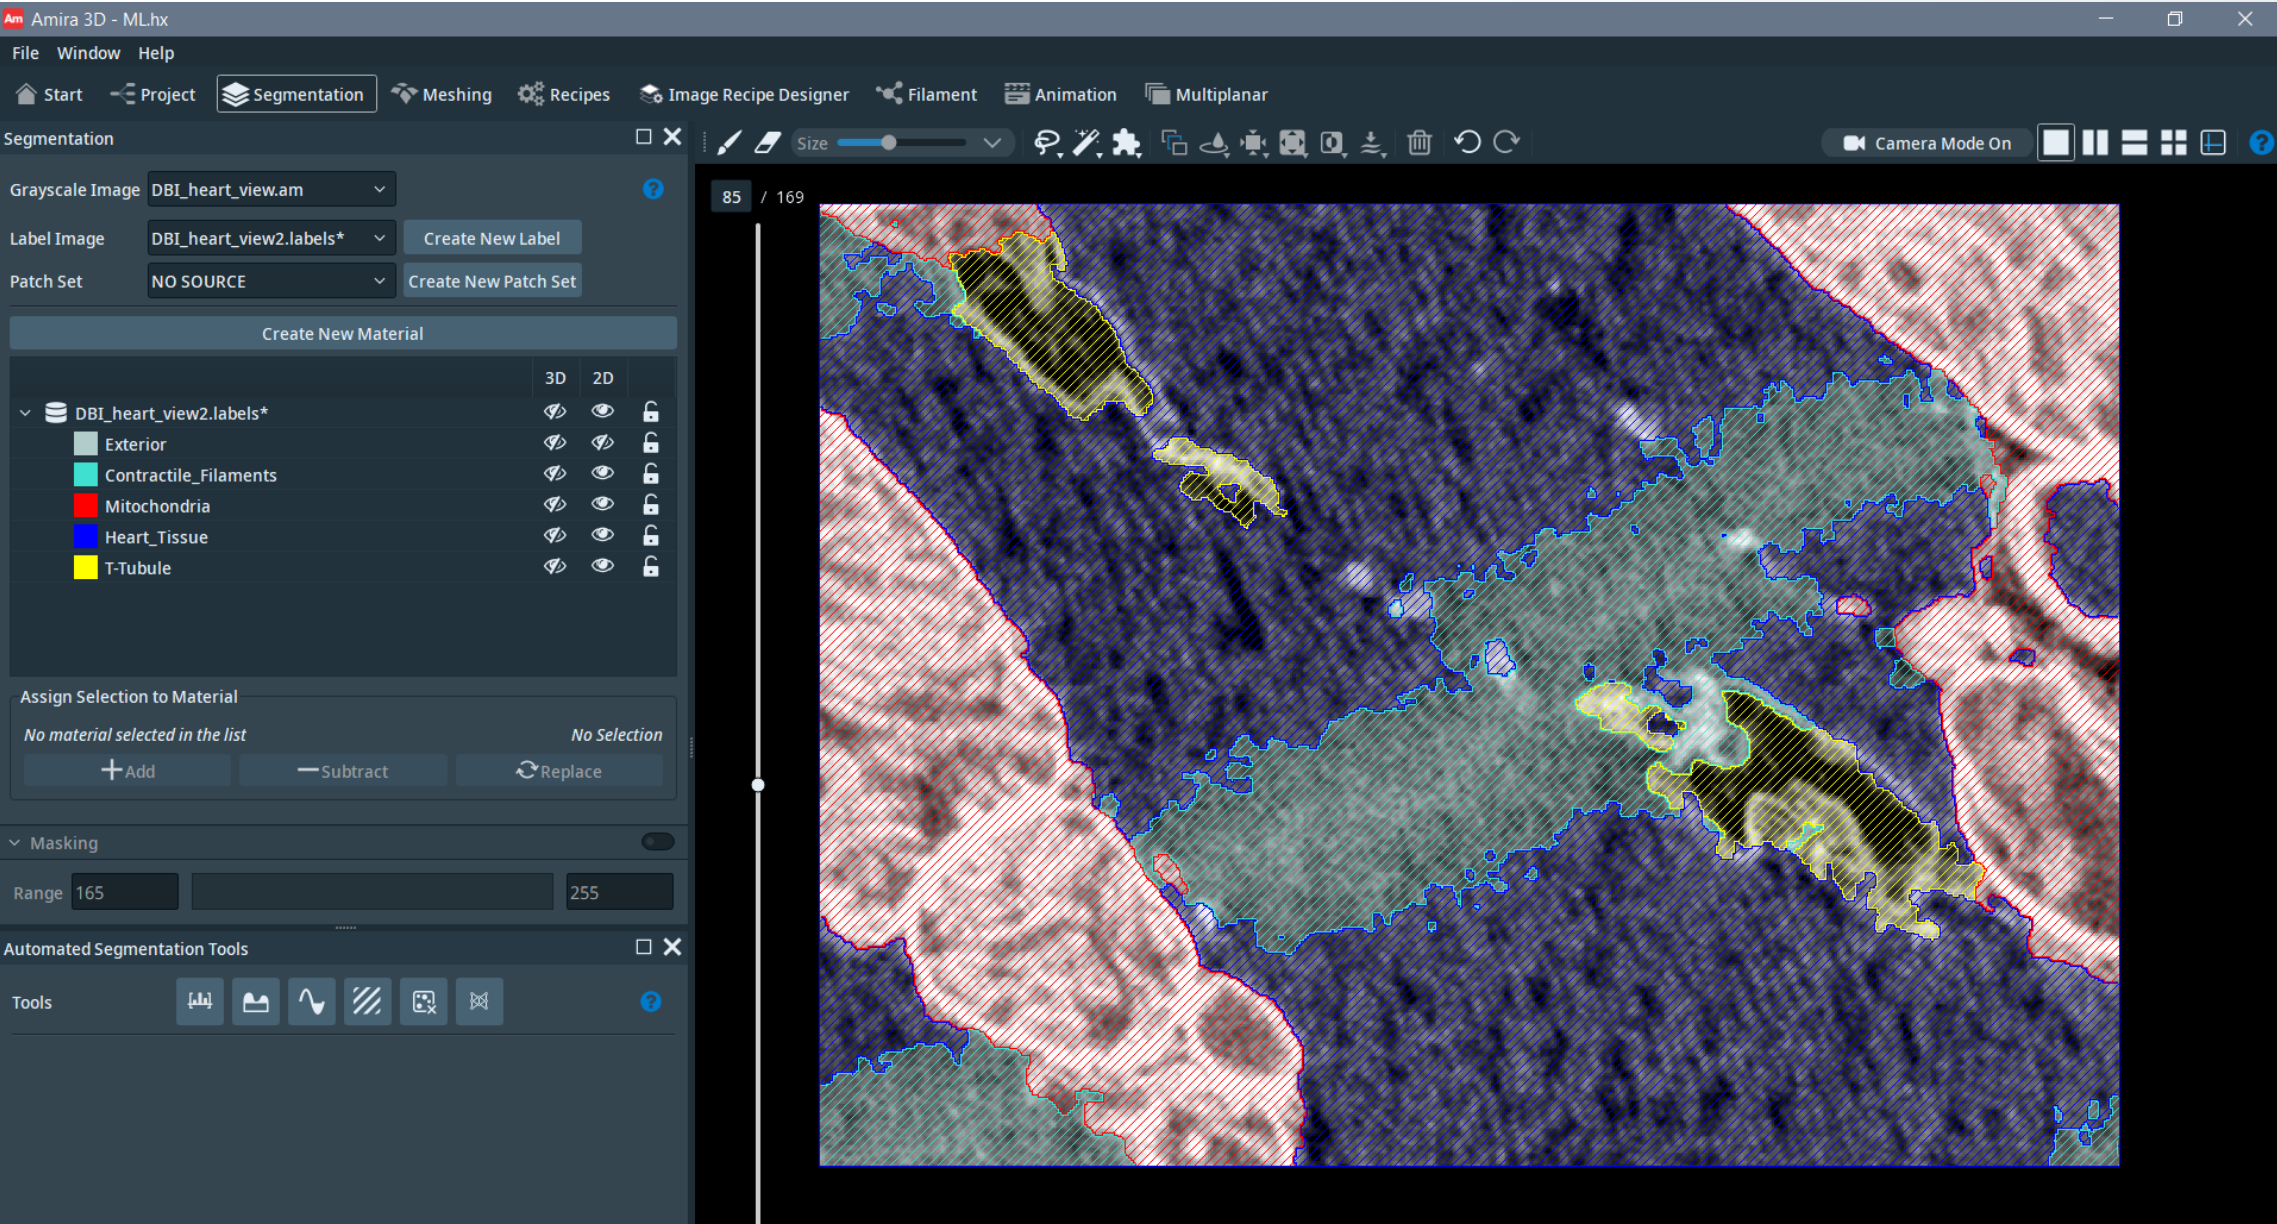 Am Amira 3D - ML.hx
File Window Help
Start Project Segmentation Meshing Recipes Image Recipe Designer Filament Animation Multiplanar
Segmentation
Size
Camera Mode On
?
Grayscale Image DBI_heart_view.am ?
85 / 169
Label Image DBI_heart_view2.labels* Create New Label
Patch Set NO SOURCE Create New Patch Set
Create New Material
3D 2D
DBI_heart_view2.labels*
Exterior
Contractile_Filaments
Mitochondria
Heart_Tissue
T-Tubule
Assign Selection to Material
No material selected in the list No Selection
Add Subtract Replace
Masking
Range 165 255
Automated Segmentation Tools
Tools ?